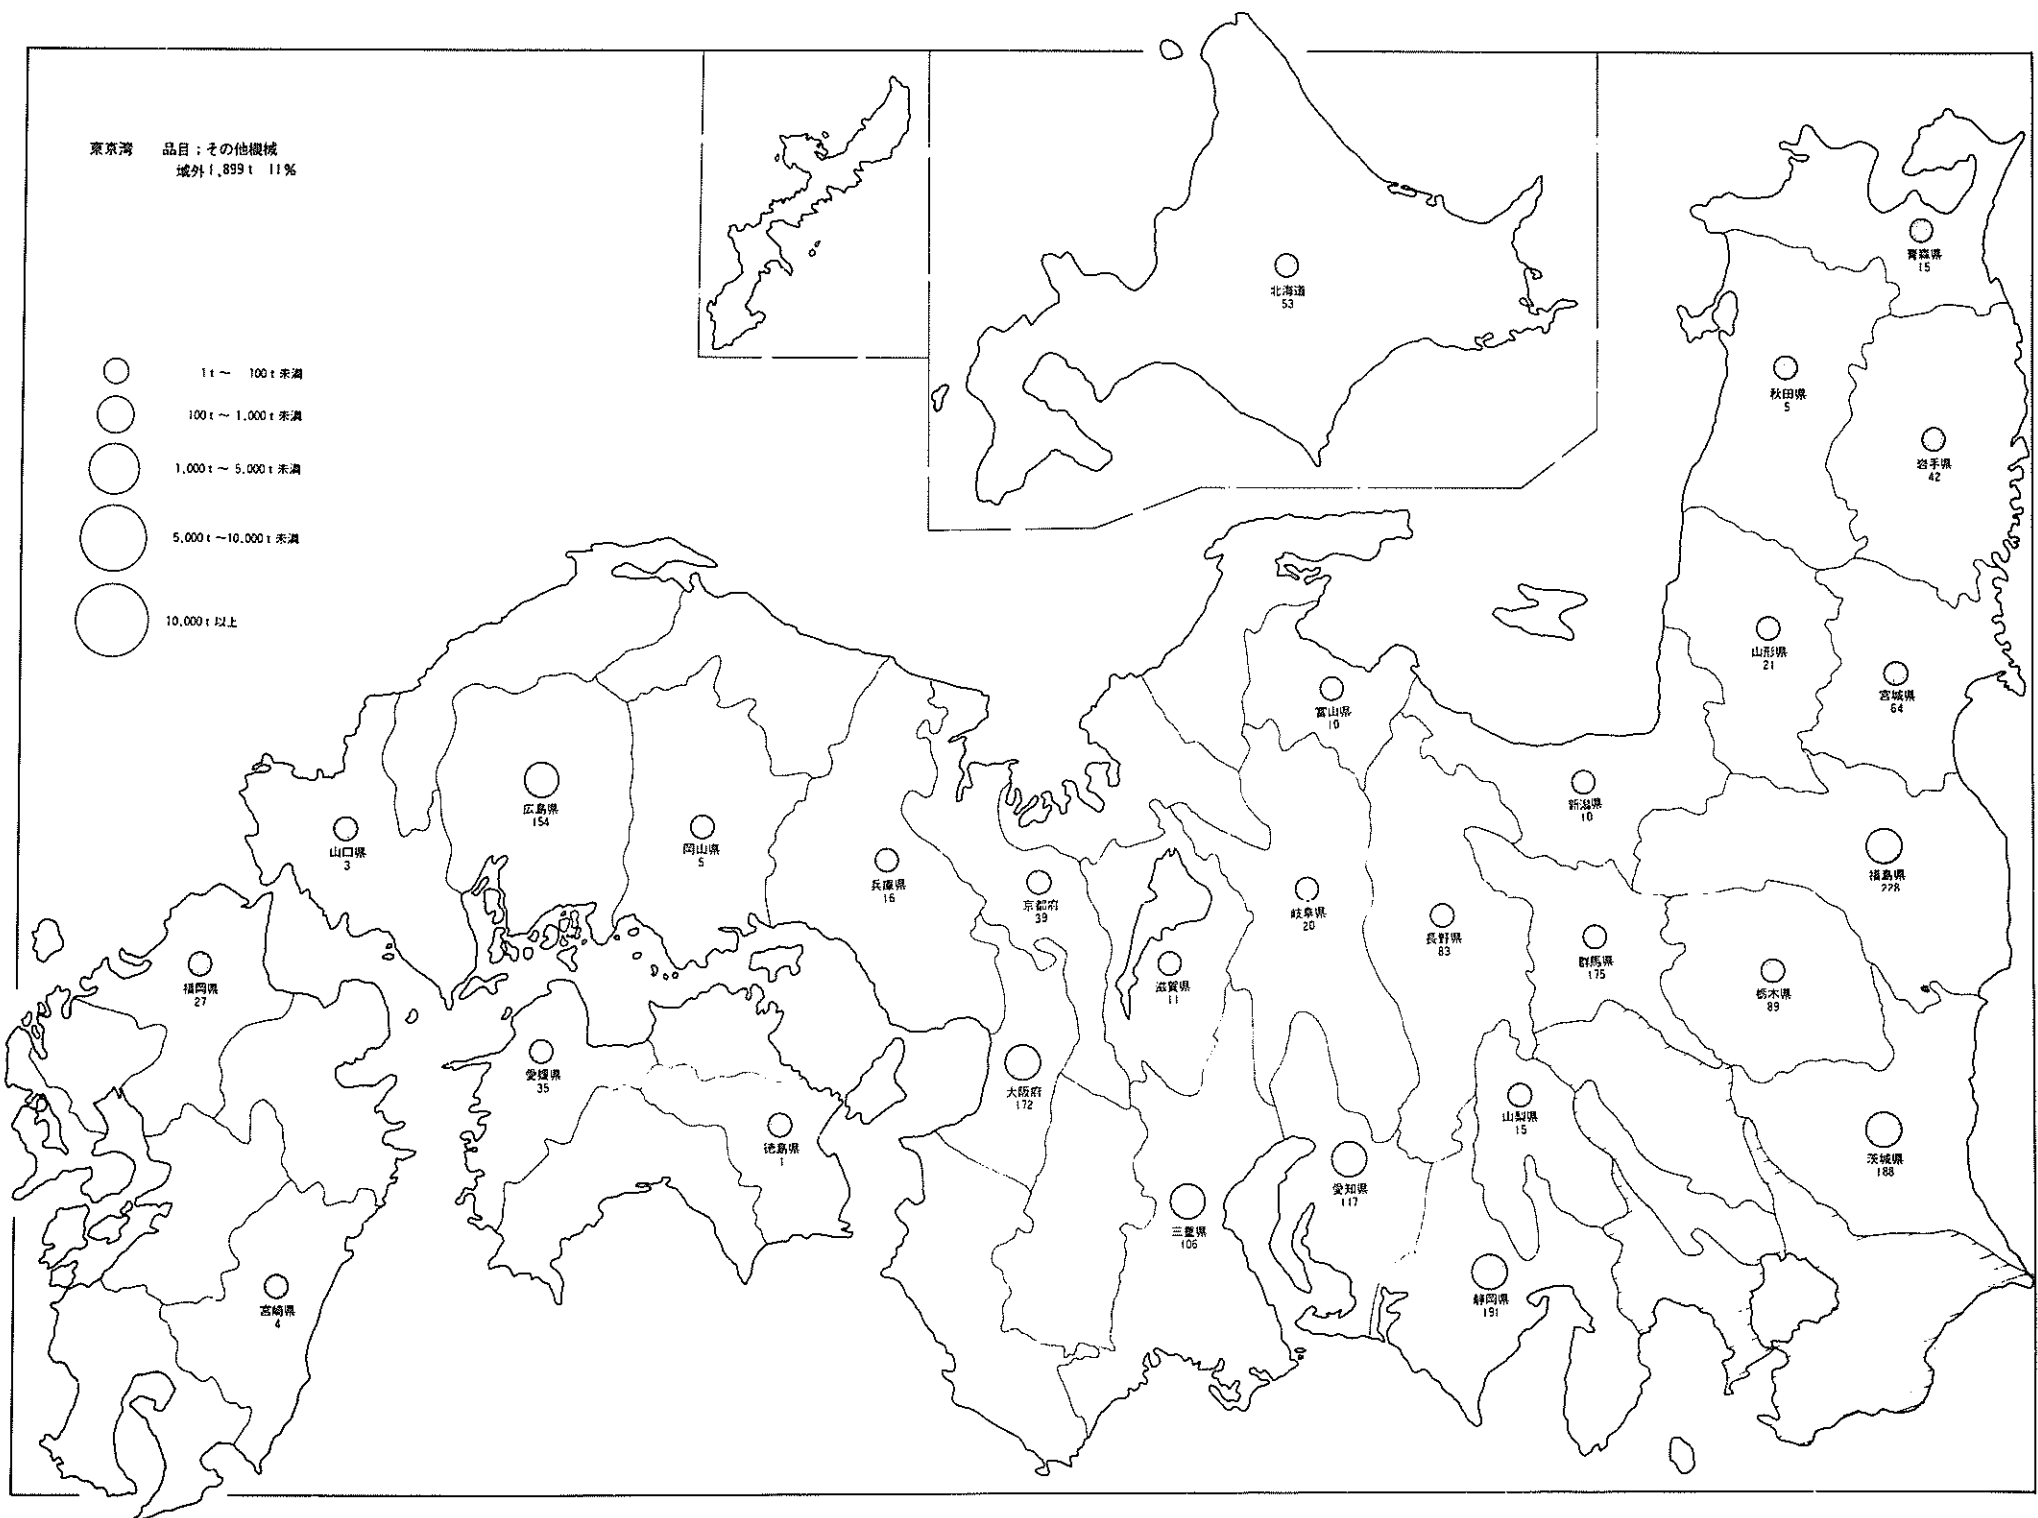 東京湾 品目；その他機械
域外1,899t 11%
1t～ 100t未満
100t～1,000t未満
1,000t～5,000t未満
5,000t～10,000t未満
10,000t以上
北海道
53
青森県
15
秋田県
5
岩手県
42
山形県
21
宮城県
64
富山県
10
新潟県
10
福島県
228
広島県
154
山口県
3
岡山県
5
兵庫県
16
京都府
39
岐阜県
20
長野県
83
群馬県
175
栃木県
89
福岡県
27
滋賀県
11
愛媛県
35
大阪府
172
山梨県
15
徳島県
1
茨城県
188
愛知県
117
三重県
106
静岡県
191
宮崎県
4